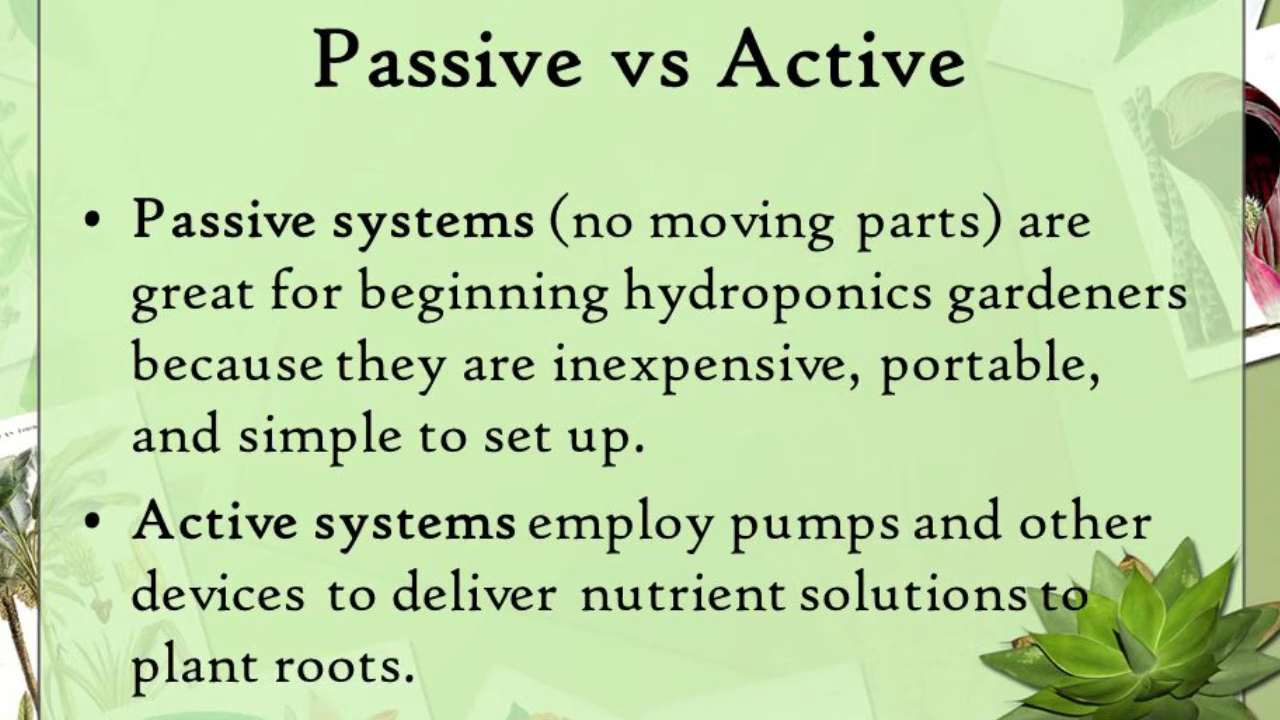 Passive vs Active
• Passive systems (no moving parts) are
great for beginning hydroponics gardeners
because they are inexpensive, portable,
and simple to set up.
• Active systems employ pumps and other
devices to deliver nutrient solutions to
plant roots.